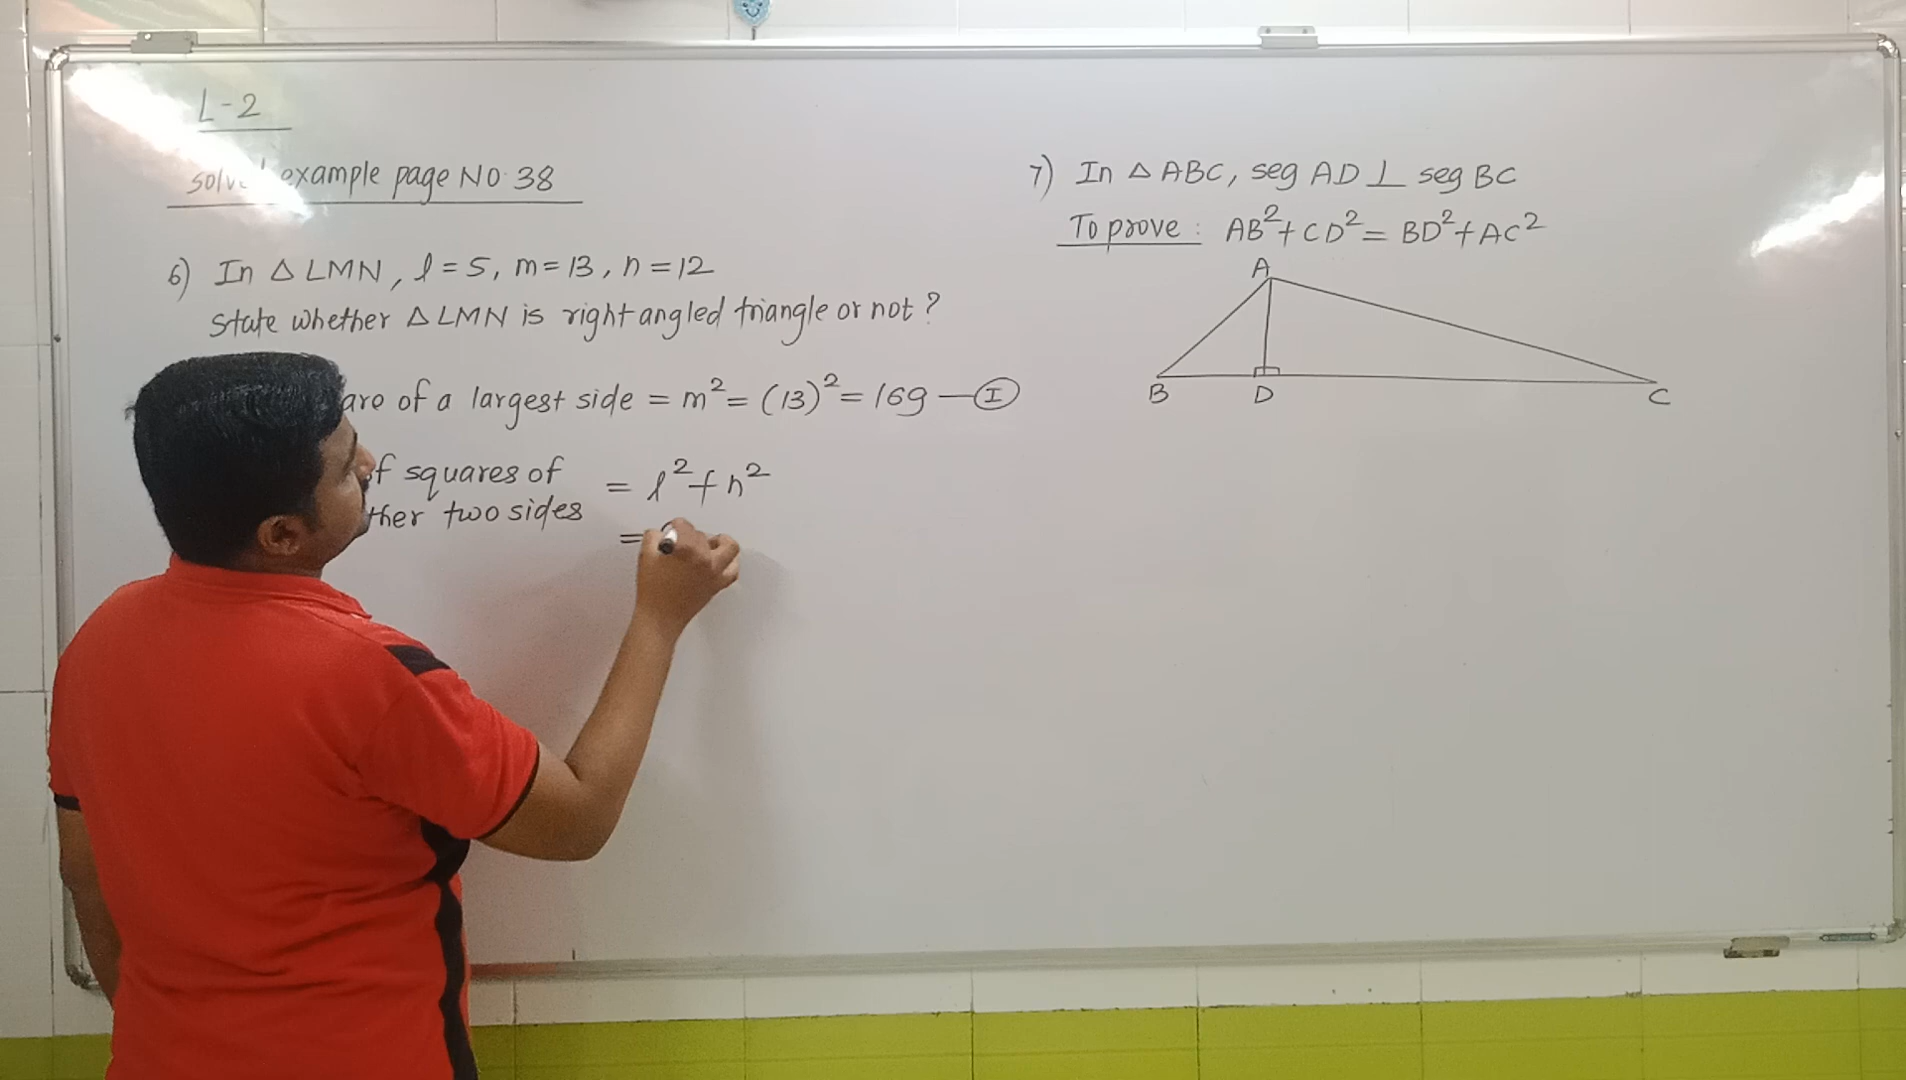 L-2
example page NO. 38
6) In △ LMN, l = 5, m = 13, n = 12
State whether △ LMN is right angled triangle or not ?
of a largest side = m² = (13)² = 169 — Ⓘ
squares of = l² + n²
two sides
=
7) In △ ABC, seg AD ⊥ seg BC
To prove : AB² + CD² = BD² + AC²
A
B D C